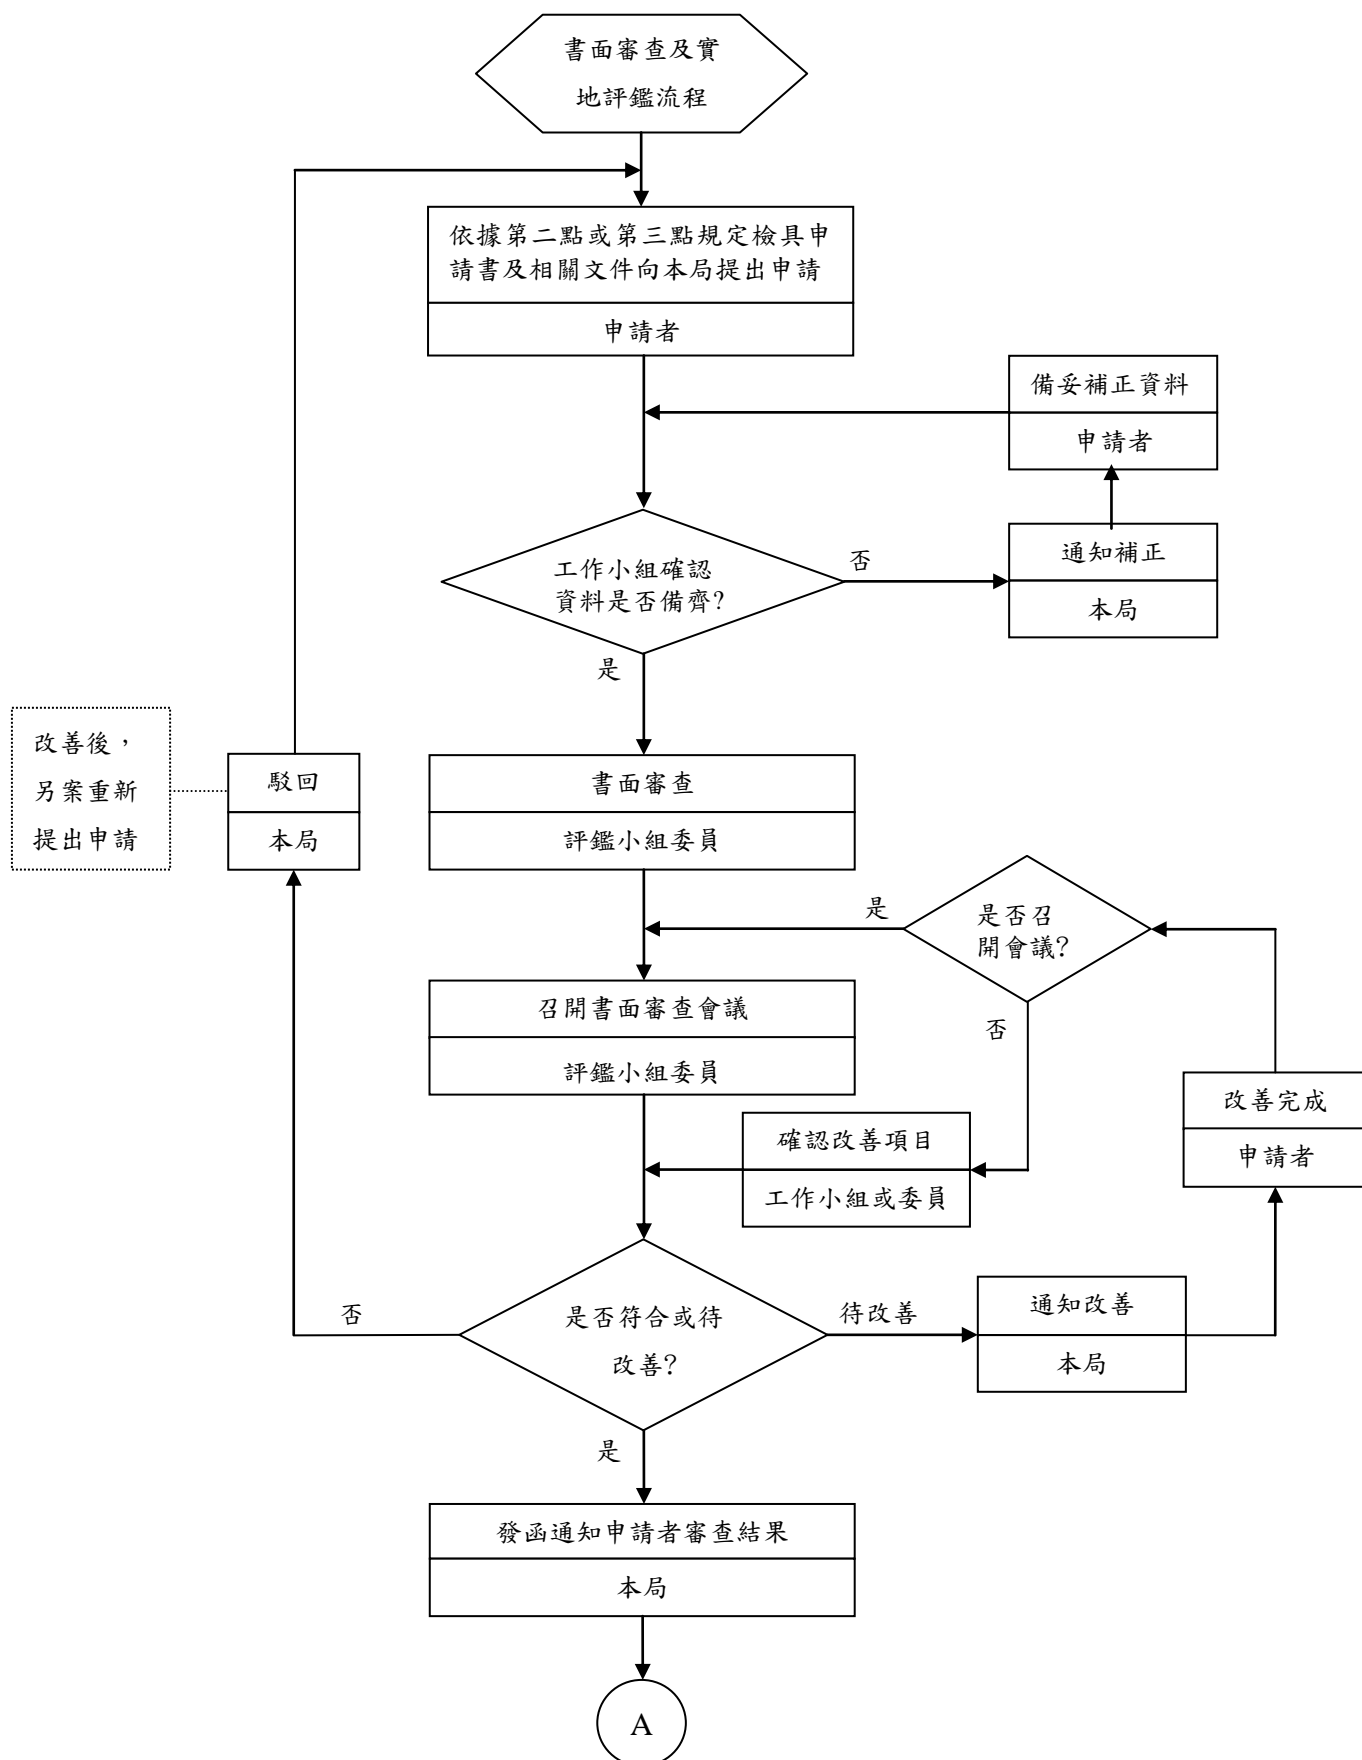 書面審查及實
地評鑑流程
依據第二點或第三點規定檢具申
請書及相關文件向本局提出申請
申請者
備妥補正資料
申請者
通知補正
本局
工作小組確認
資料是否備齊?
否
是
改善後，
另案重新
提出申請
駁回
本局
書面審查
評鑑小組委員
是否召
開會議?
是
否
召開書面審查會議
評鑑小組委員
改善完成
申請者
確認改善項目
工作小組或委員
是否符合或待
改善?
否
待改善
通知改善
本局
是
發函通知申請者審查結果
本局
A